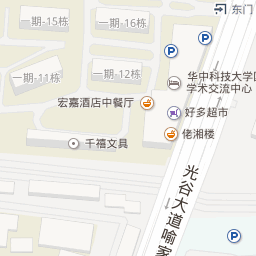 东门
一期-15栋
一期-16栋
P
一期-11栋
一期-12栋
华中科技大学
学术交流中心
P
宏嘉酒店中餐厅
好多超市
佬湘楼
千禧文具
光谷大道喻家
P
P